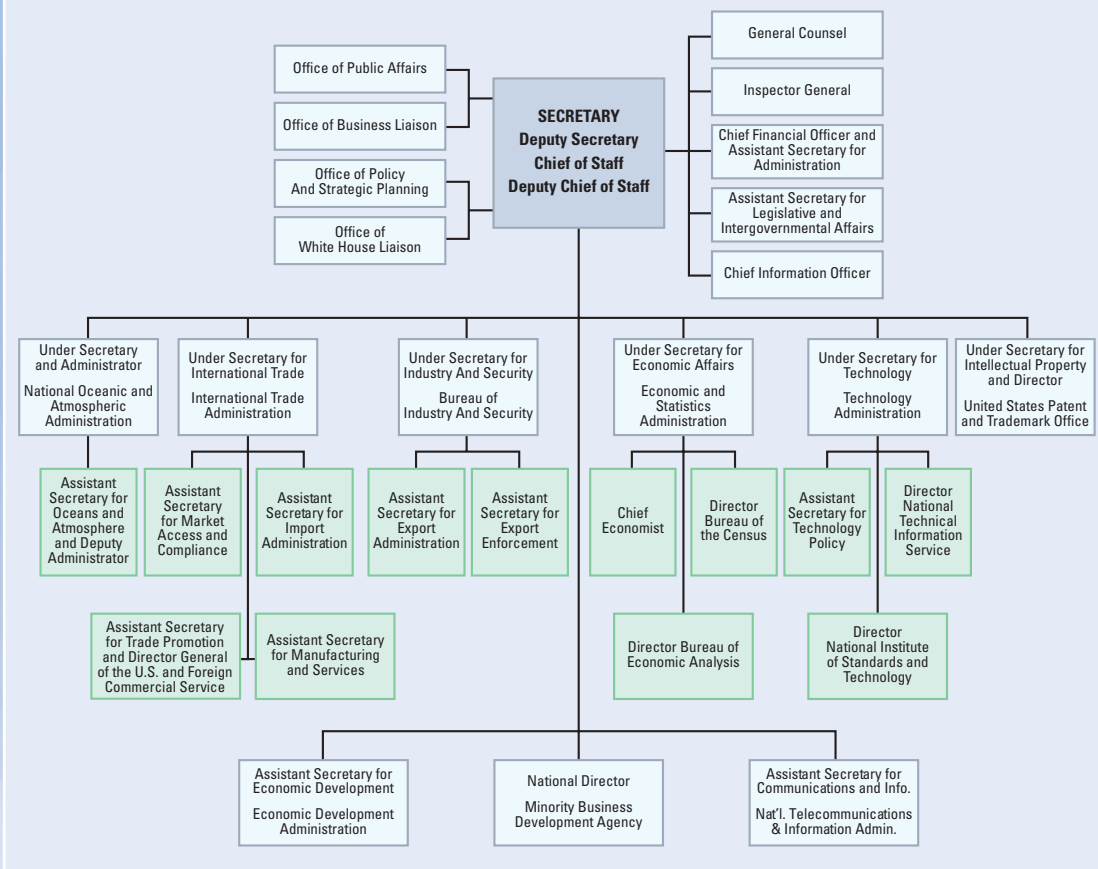 Office of Public Affairs
Office of Business Liaison
Office of Policy
And Strategic Planning
Office of
White House Liaison
SECRETARY
Deputy Secretary
Chief of Staff
Deputy Chief of Staff
General Counsel
Inspector General
Chief Financial Officer and
Assistant Secretary for
Administration
Assistant Secretary for
Legislative and
Intergovernmental Affairs
Chief Information Officer
Under Secretary
and Administrator
National Oceanic and
Atmospheric
Administration
Under Secretary for
International Trade
International Trade
Administration
Under Secretary for
Industry And Security
Bureau of
Industry And Security
Under Secretary for
Economic Affairs
Economic and
Statistics
Administration
Under Secretary for
Technology
Technology
Administration
Under Secretary for
Intellectual Property
and Director
United States Patent
and Trademark Office
Assistant
Secretary for
Oceans and
Atmosphere
and Deputy
Administrator
Assistant
Secretary
for Market
Access and
Compliance
Assistant
Secretary for
Import
Administration
Assistant
Secretary for
Export
Administration
Assistant
Secretary for
Export
Enforcement
Chief
Economist
Director
Bureau of
the Census
Assistant
Secretary for
Technology
Policy
Director
National
Technical
Information
Service
Assistant Secretary
for Trade Promotion
and Director General
of the U.S. and Foreign
Commercial Service
Assistant Secretary
for Manufacturing
and Services
Director Bureau of
Economic Analysis
Director
National Institute
of Standards and
Technology
Assistant Secretary for
Economic Development
Economic Development
Administration
National Director
Minority Business
Development Agency
Assistant Secretary for
Communications and Info.
Nat'l. Telecommunications
& Information Admin.